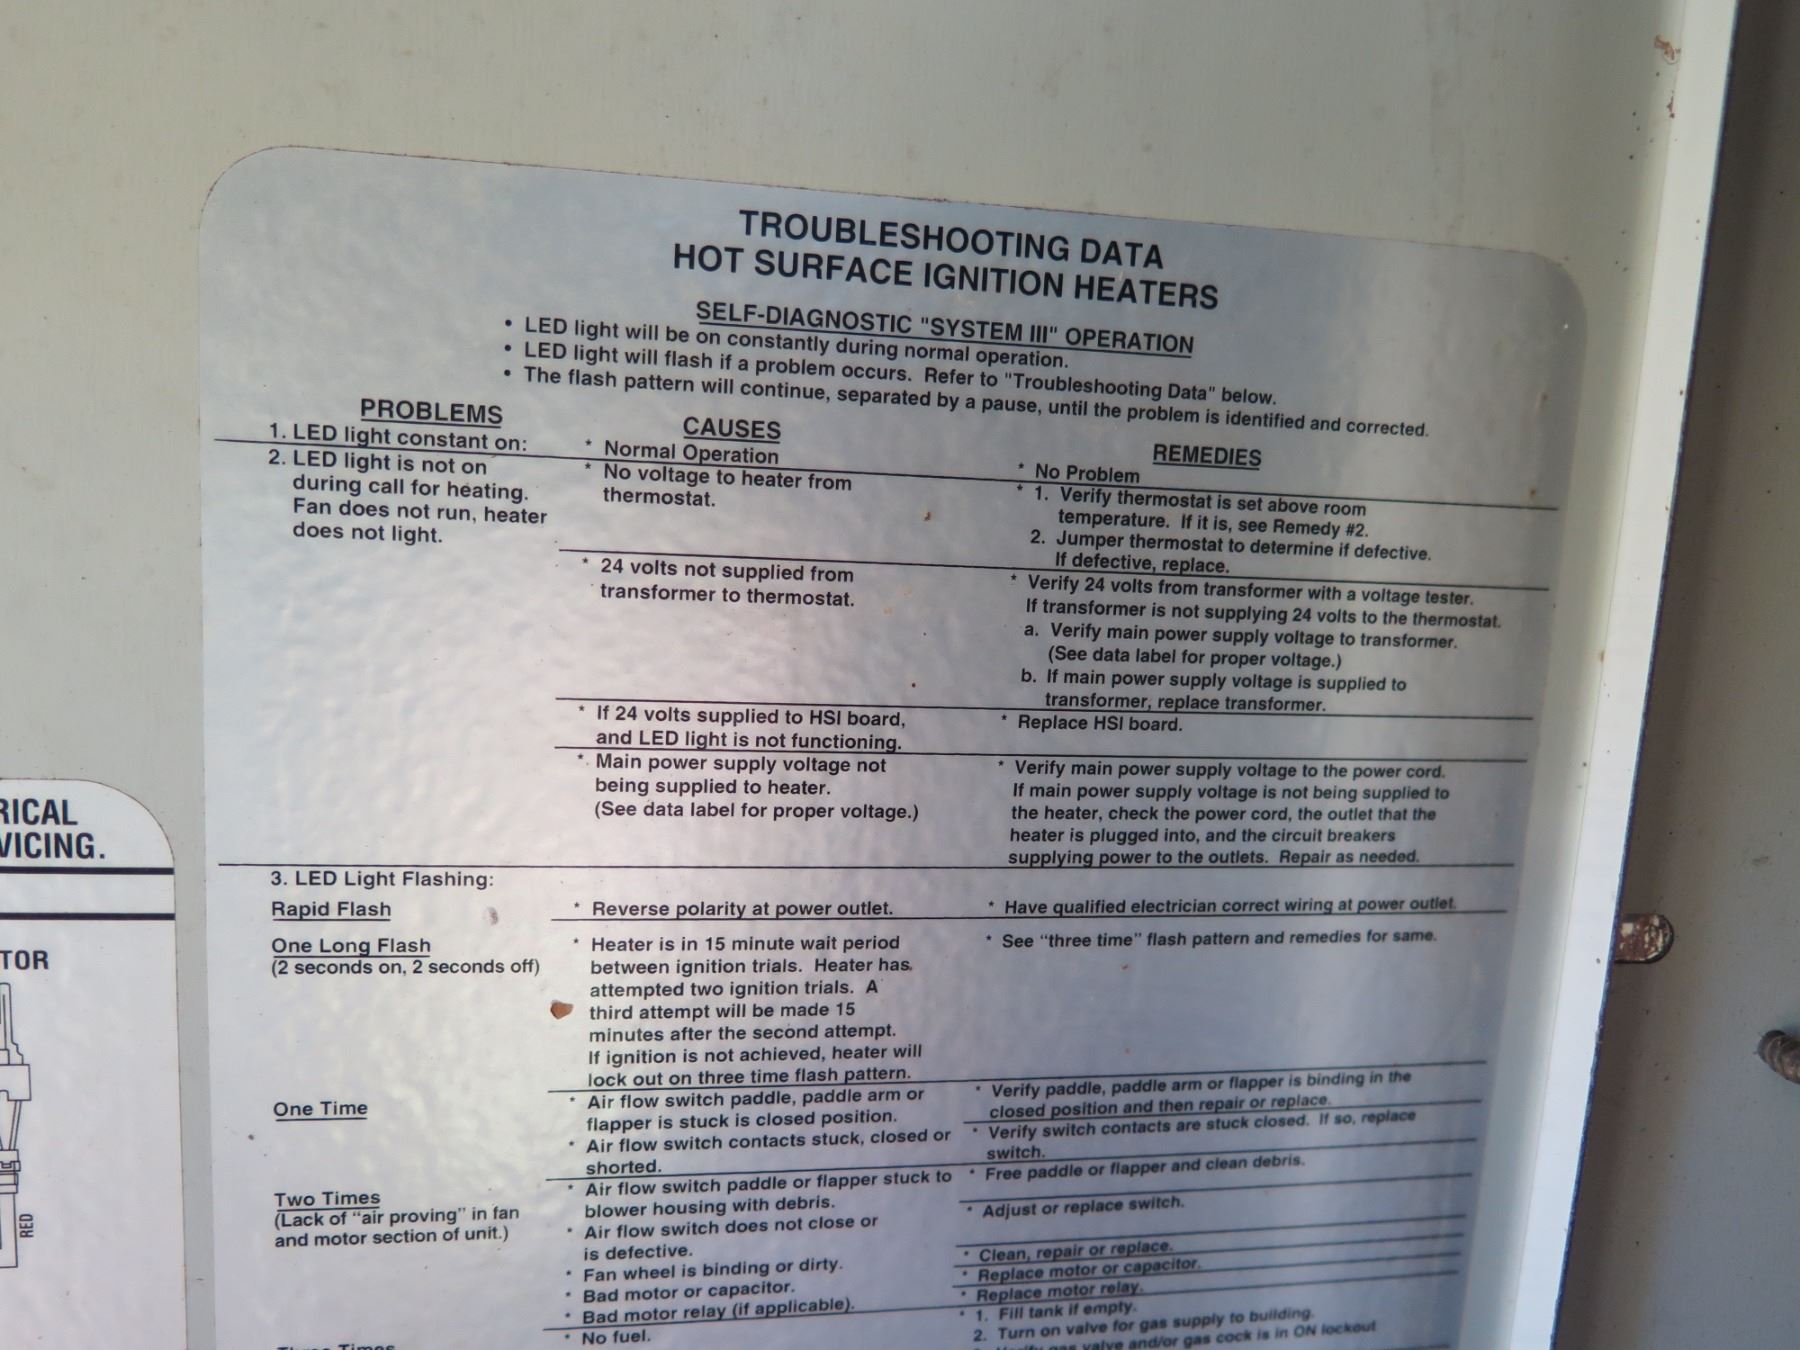 TROUBLESHOOTING DATA
HOT SURFACE IGNITION HEATERS
SELF-DIAGNOSTIC "SYSTEM III" OPERATION
• LED light will be on constantly during normal operation.
• LED light will flash if a problem occurs. Refer to "Troubleshooting Data" below.
• The flash pattern will continue, separated by a pause, until the problem is identified and corrected.
PROBLEMS
CAUSES
REMEDIES
1. LED light constant on:
* Normal Operation
* No Problem
2. LED light is not on
during call for heating.
Fan does not run, heater
does not light.
* No voltage to heater from
thermostat.
* 1. Verify thermostat is set above room
temperature. If it is, see Remedy #2.
2. Jumper thermostat to determine if defective.
If defective, replace.
* 24 volts not supplied from
transformer to thermostat.
* Verify 24 volts from transformer with a voltage tester.
If transformer is not supplying 24 volts to the thermostat.
a. Verify main power supply voltage to transformer.
(See data label for proper voltage.)
b. If main power supply voltage is supplied to
transformer, replace transformer.
* If 24 volts supplied to HSI board,
and LED light is not functioning.
* Replace HSI board.
* Main power supply voltage not
being supplied to heater.
(See data label for proper voltage.)
* Verify main power supply voltage to the power cord.
If main power supply voltage is not being supplied to
the heater, check the power cord, the outlet that the
heater is plugged into, and the circuit breakers
supplying power to the outlets. Repair as needed.
3. LED Light Flashing:
Rapid Flash
* Reverse polarity at power outlet.
* Have qualified electrician correct wiring at power outlet.
One Long Flash
(2 seconds on, 2 seconds off)
* Heater is in 15 minute wait period
between ignition trials. Heater has
attempted two ignition trials. A
third attempt will be made 15
minutes after the second attempt.
If ignition is not achieved, heater will
lock out on three time flash pattern.
* See "three time" flash pattern and remedies for same.
One Time
* Air flow switch paddle, paddle arm or
flapper is stuck is closed position.
* Air flow switch contacts stuck, closed or
shorted.
* Verify paddle, paddle arm or flapper is binding in the
closed position and then repair or replace.
* Verify switch contacts are stuck closed. If so, replace
switch.
Two Times
(Lack of "air proving" in fan
and motor section of unit.)
* Air flow switch paddle or flapper stuck to
blower housing with debris.
* Air flow switch does not close or
is defective.
* Fan wheel is binding or dirty.
* Bad motor or capacitor.
* Bad motor relay (if applicable).
* Free paddle or flapper and clean debris.
* Adjust or replace switch.
* Clean, repair or replace.
* Replace motor or capacitor.
* Replace motor relay.
Three Times
* No fuel.
* 1. Fill tank if empty.
2. Turn on valve for gas supply to building.
gas valve and/or gas cock is in ON lockout
RICAL
VICING.
TOR
RED